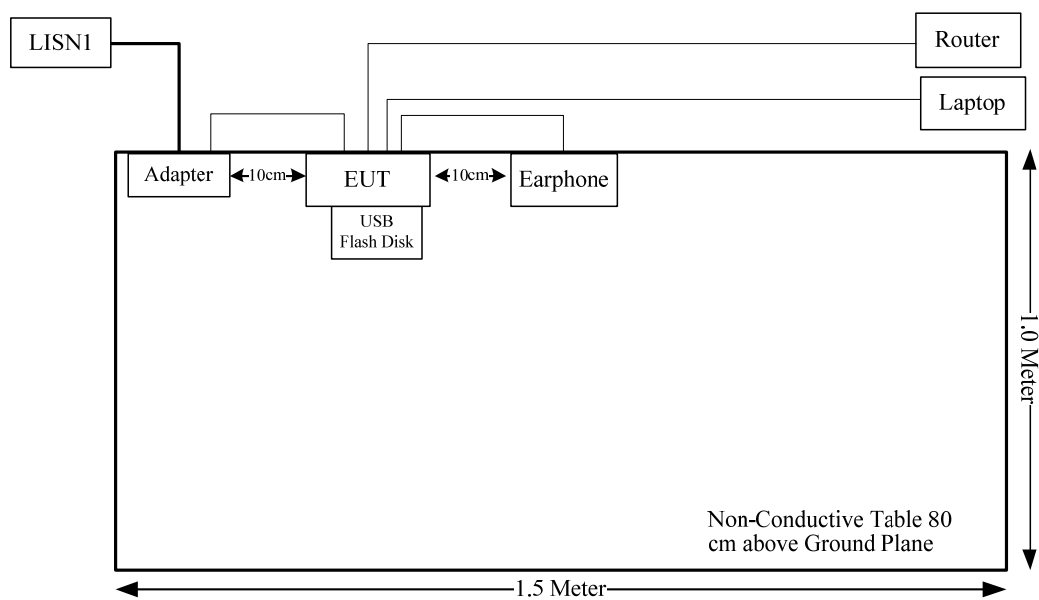 LISN1
Router
Laptop
Adapter
10cm
EUT
10cm
Earphone
USB
Flash Disk
1.0 Meter
Non-Conductive Table 80
cm above Ground Plane
1.5 Meter